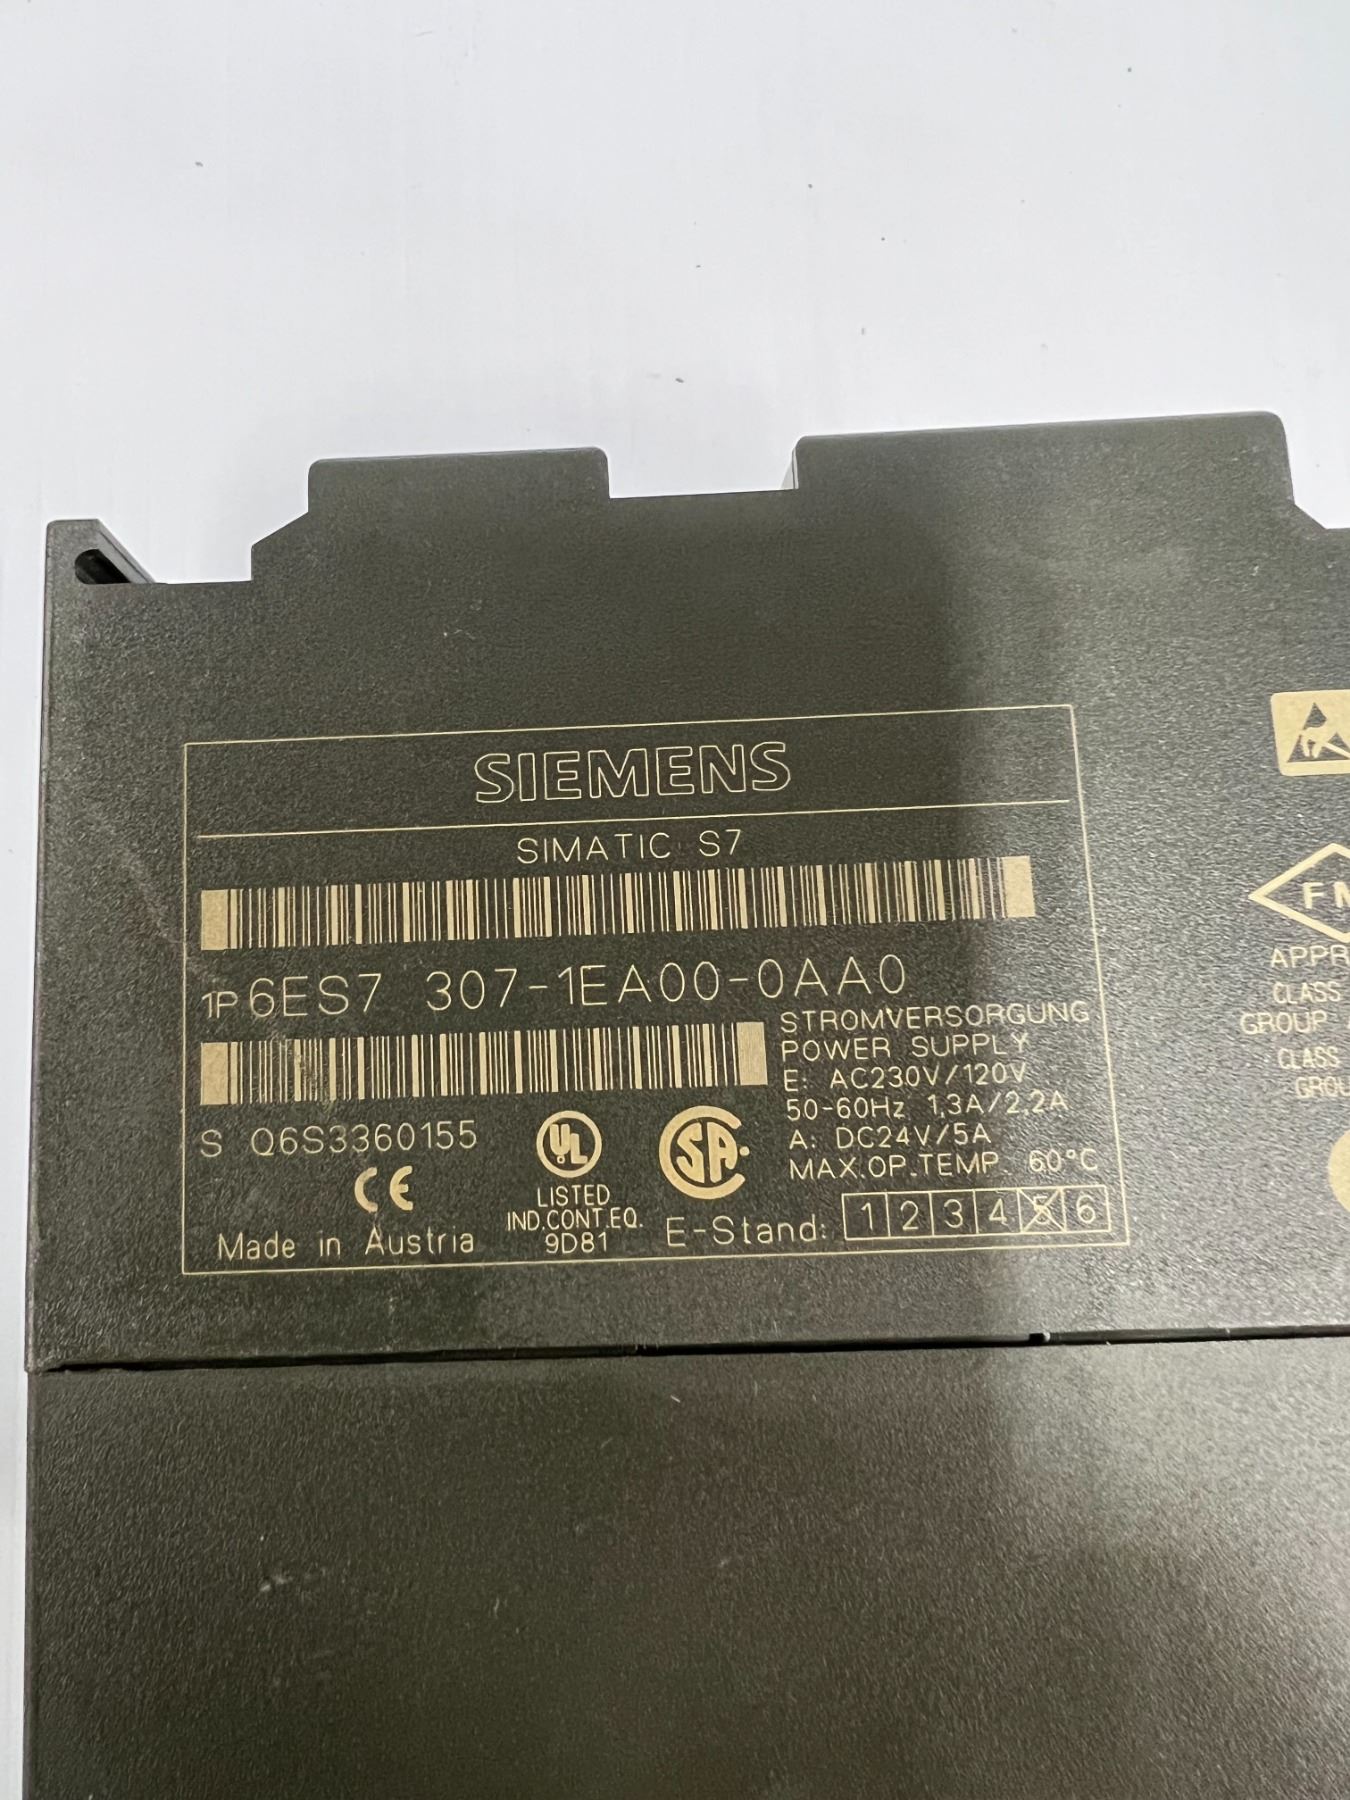 SIEMENS
SIMATIC S7
1P 6ES7 307-1EA00-0AA0
STROMVERSORGUNG
POWER SUPPLY
E: AC230V/120V
50-60Hz 1,3A/2,2A
A: DC24V/5A
MAX.OP.TEMP. 60°C
S Q6S3360155
CE
Made in Austria
UL
LISTED
IND.CONT.EQ.
9D81
SA
E-Stand: 1 2 3 4 5 6
CLASS
GROUP
CLASS